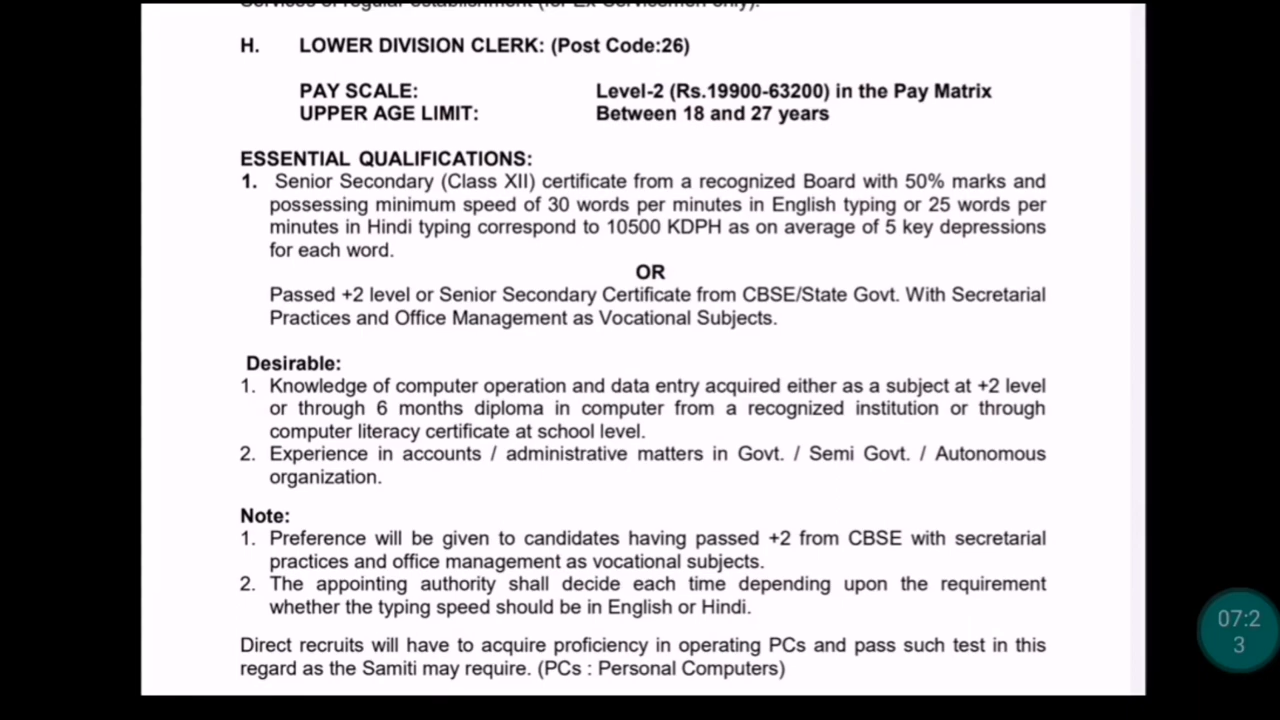 Services of regular establishment (for Ex-Servicemen only).
H. LOWER DIVISION CLERK: (Post Code:26)
PAY SCALE: Level-2 (Rs.19900-63200) in the Pay Matrix
UPPER AGE LIMIT: Between 18 and 27 years
ESSENTIAL QUALIFICATIONS:
1. Senior Secondary (Class XII) certificate from a recognized Board with 50% marks and
possessing minimum speed of 30 words per minutes in English typing or 25 words per
minutes in Hindi typing correspond to 10500 KDPH as on average of 5 key depressions
for each word.
OR
Passed +2 level or Senior Secondary Certificate from CBSE/State Govt. With Secretarial
Practices and Office Management as Vocational Subjects.
Desirable:
1. Knowledge of computer operation and data entry acquired either as a subject at +2 level
or through 6 months diploma in computer from a recognized institution or through
computer literacy certificate at school level.
2. Experience in accounts / administrative matters in Govt. / Semi Govt. / Autonomous
organization.
Note:
1. Preference will be given to candidates having passed +2 from CBSE with secretarial
practices and office management as vocational subjects.
2. The appointing authority shall decide each time depending upon the requirement
whether the typing speed should be in English or Hindi.
07:2
3
Direct recruits will have to acquire proficiency in operating PCs and pass such test in this
regard as the Samiti may require. (PCs : Personal Computers)